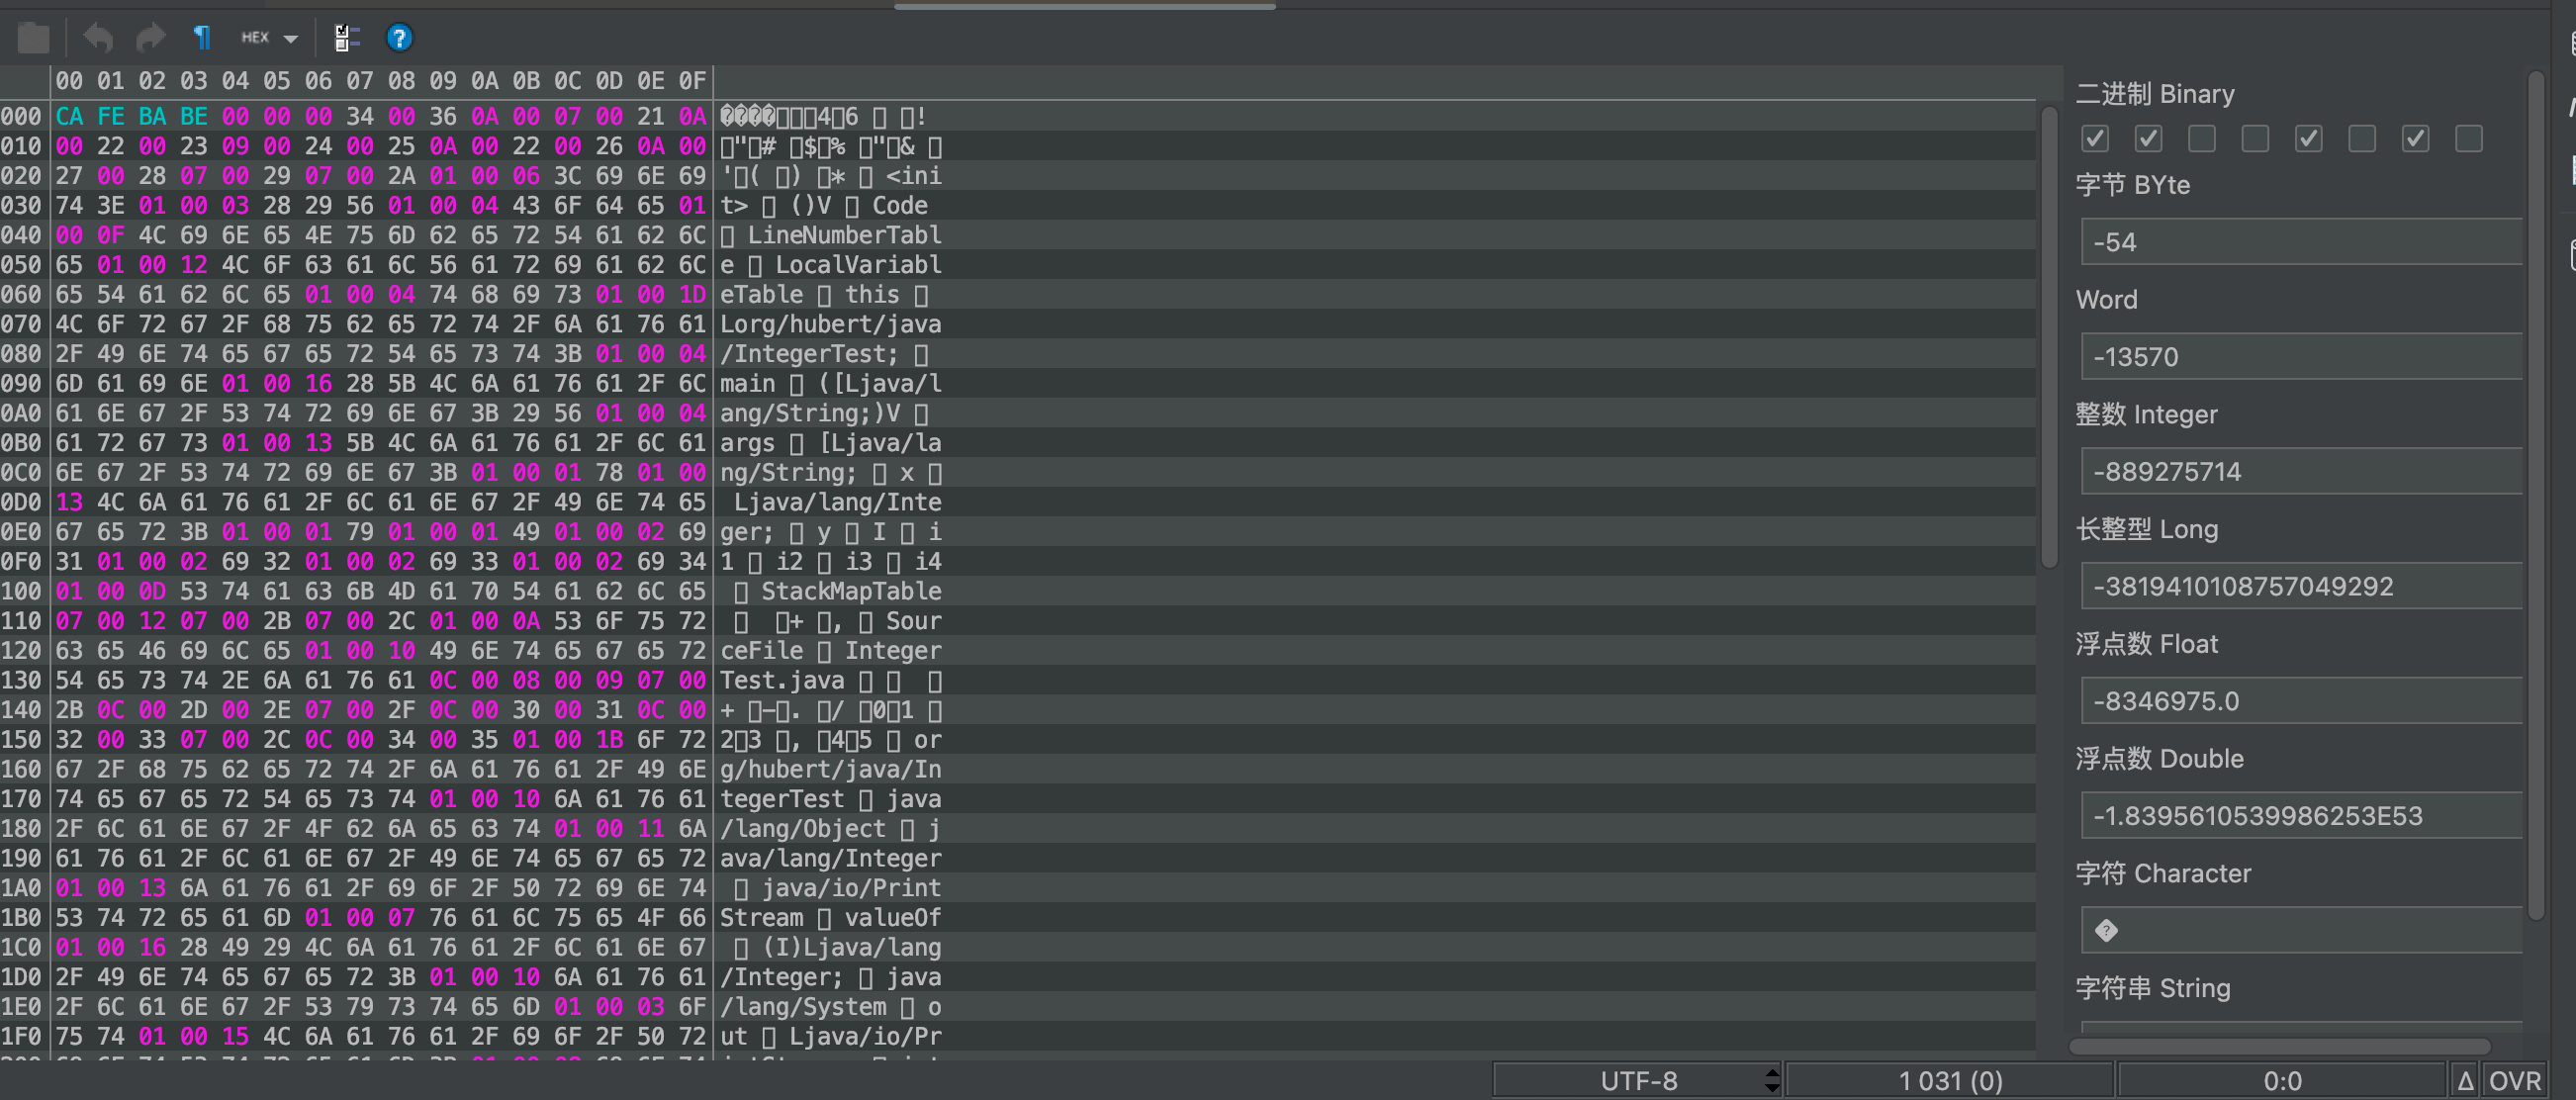 HEX
00 01 02 03 04 05 06 07 08 09 0A 0B 0C 0D 0E 0F
000 CA FE BA BE 00 00 00 34 00 36 0A 00 07 00 21 0A ����▯▯▯4▯6 ▯ ▯!
010 00 22 00 23 09 00 24 00 25 0A 00 22 00 26 0A 00 ▯"▯# ▯$▯% ▯"▯& ▯
020 27 00 28 07 00 29 07 00 2A 01 00 06 3C 69 6E 69 '▯( ▯) ▯* ▯ <ini
030 74 3E 01 00 03 28 29 56 01 00 04 43 6F 64 65 01 t> ▯ ()V ▯ Code
040 00 0F 4C 69 6E 65 4E 75 6D 62 65 72 54 61 62 6C ▯ LineNumberTabl
050 65 01 00 12 4C 6F 63 61 6C 56 61 72 69 61 62 6C e ▯ LocalVariabl
060 65 54 61 62 6C 65 01 00 04 74 68 69 73 01 00 1D eTable ▯ this ▯
070 4C 6F 72 67 2F 68 75 62 65 72 74 2F 6A 61 76 61 Lorg/hubert/java
080 2F 49 6E 74 65 67 65 72 54 65 73 74 3B 01 00 04 /IntegerTest; ▯
090 6D 61 69 6E 01 00 16 28 5B 4C 6A 61 76 61 2F 6C main ▯ ([Ljava/l
0A0 61 6E 67 2F 53 74 72 69 6E 67 3B 29 56 01 00 04 ang/String;)V ▯
0B0 61 72 67 73 01 00 13 5B 4C 6A 61 76 61 2F 6C 61 args ▯ [Ljava/la
0C0 6E 67 2F 53 74 72 69 6E 67 3B 01 00 01 78 01 00 ng/String; ▯ x ▯
0D0 13 4C 6A 61 76 61 2F 6C 61 6E 67 2F 49 6E 74 65 Ljava/lang/Inte
0E0 67 65 72 3B 01 00 01 79 01 00 01 49 01 00 02 69 ger; ▯ y ▯ I ▯ i
0F0 31 01 00 02 69 32 01 00 02 69 33 01 00 02 69 34 1 ▯ i2 ▯ i3 ▯ i4
100 01 00 0D 53 74 61 63 6B 4D 61 70 54 61 62 6C 65 ▯ StackMapTable
110 07 00 12 07 00 2B 07 00 2C 01 00 0A 53 6F 75 72 ▯ ▯+ ▯, ▯ Sour
120 63 65 46 69 6C 65 01 00 10 49 6E 74 65 67 65 72 ceFile ▯ Integer
130 54 65 73 74 2E 6A 61 76 61 0C 00 08 00 09 07 00 Test.java ▯ ▯ ▯
140 2B 0C 00 2D 00 2E 07 00 2F 0C 00 30 00 31 0C 00 + ▯-▯. ▯/ ▯0▯1 ▯
150 32 00 33 07 00 2C 0C 00 34 00 35 01 00 1B 6F 72 2▯3 ▯, ▯4▯5 ▯ or
160 67 2F 68 75 62 65 72 74 2F 6A 61 76 61 2F 49 6E g/hubert/java/In
170 74 65 67 65 72 54 65 73 74 01 00 10 6A 61 76 61 tegerTest ▯ java
180 2F 6C 61 6E 67 2F 4F 62 6A 65 63 74 01 00 11 6A /lang/Object ▯ j
190 61 76 61 2F 6C 61 6E 67 2F 49 6E 74 65 67 65 72 ava/lang/Integer
1A0 01 00 13 6A 61 76 61 2F 69 6F 2F 50 72 69 6E 74 ▯ java/io/Print
1B0 53 74 72 65 61 6D 01 00 07 76 61 6C 75 65 4F 66 Stream ▯ valueOf
1C0 01 00 16 28 49 29 4C 6A 61 76 61 2F 6C 61 6E 67 ▯ (I)Ljava/lang
1D0 2F 49 6E 74 65 67 65 72 3B 01 00 10 6A 61 76 61 /Integer; ▯ java
1E0 2F 6C 61 6E 67 2F 53 79 73 74 65 6D 01 00 03 6F /lang/System ▯ o
1F0 75 74 01 00 15 4C 6A 61 76 61 2F 69 6F 2F 50 72 ut ▯ Ljava/io/Pr
二进制 Binary
字节 BYte
-54
Word
-13570
整数 Integer
-889275714
长整型 Long
-3819410108757049292
浮点数 Float
-8346975.0
浮点数 Double
-1.8395610539986253E53
字符 Character
�
字符串 String
UTF-8
1 031 (0)
0:0
Δ
OVR